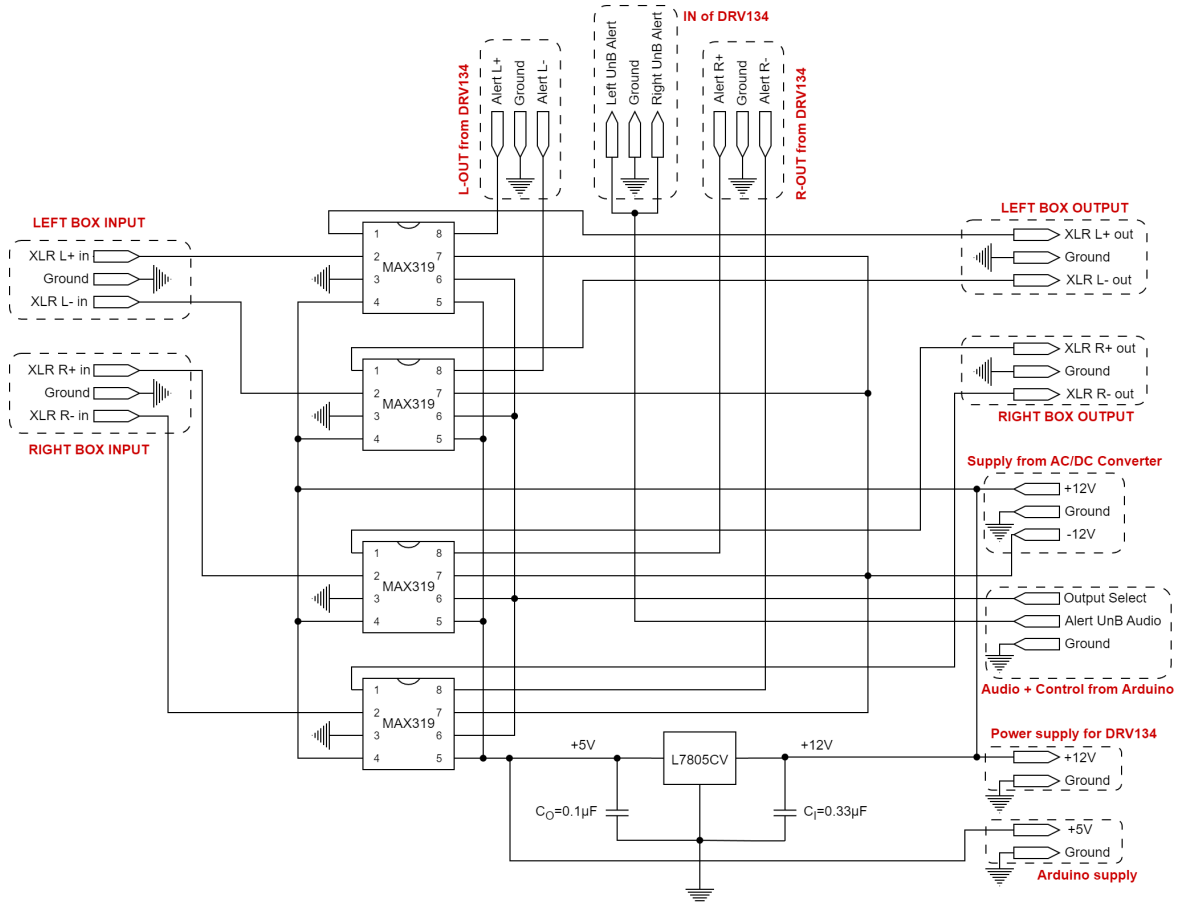 IN of DRV134
L-OUT from DRV134
Alert L+
Ground
Alert L-
Left UnB Alert
Ground
Right UnB Alert
Alert R+
Ground
Alert R-
R-OUT from DRV134
LEFT BOX INPUT
XLR L+ in
Ground
XLR L- in
XLR R+ in
Ground
XLR R- in
RIGHT BOX INPUT
1 8
2 7
MAX319
3 6
4 5
1 8
2 7
MAX319
3 6
4 5
1 8
2 7
MAX319
3 6
4 5
1 8
2 7
MAX319
3 6
4 5
LEFT BOX OUTPUT
XLR L+ out
Ground
XLR L- out
XLR R+ out
Ground
XLR R- out
RIGHT BOX OUTPUT
Supply from AC/DC Converter
+12V
Ground
-12V
Output Select
Alert UnB Audio
Ground
Audio + Control from Arduino
Power supply for DRV134
+12V
Ground
+5V
Ground
Arduino supply
+5V
L7805CV
+12V
CO=0.1µF
CI=0.33µF